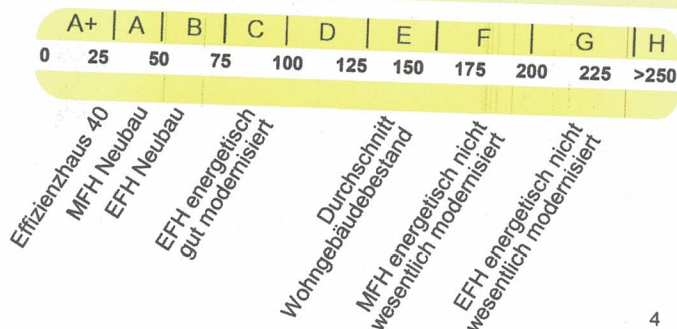 A+ | A | B | C | D | E | F | G | H
0 25 50 75 100 125 150 175 200 225 >250
Effizienzhaus 40
MFH Neubau
EFH Neubau
EFH energetisch
gut modernisiert
Durchschnitt
Wohngebäudebestand
MFH energetisch nicht
wesentlich modernisiert
EFH energetisch nicht
wesentlich modernisiert
4